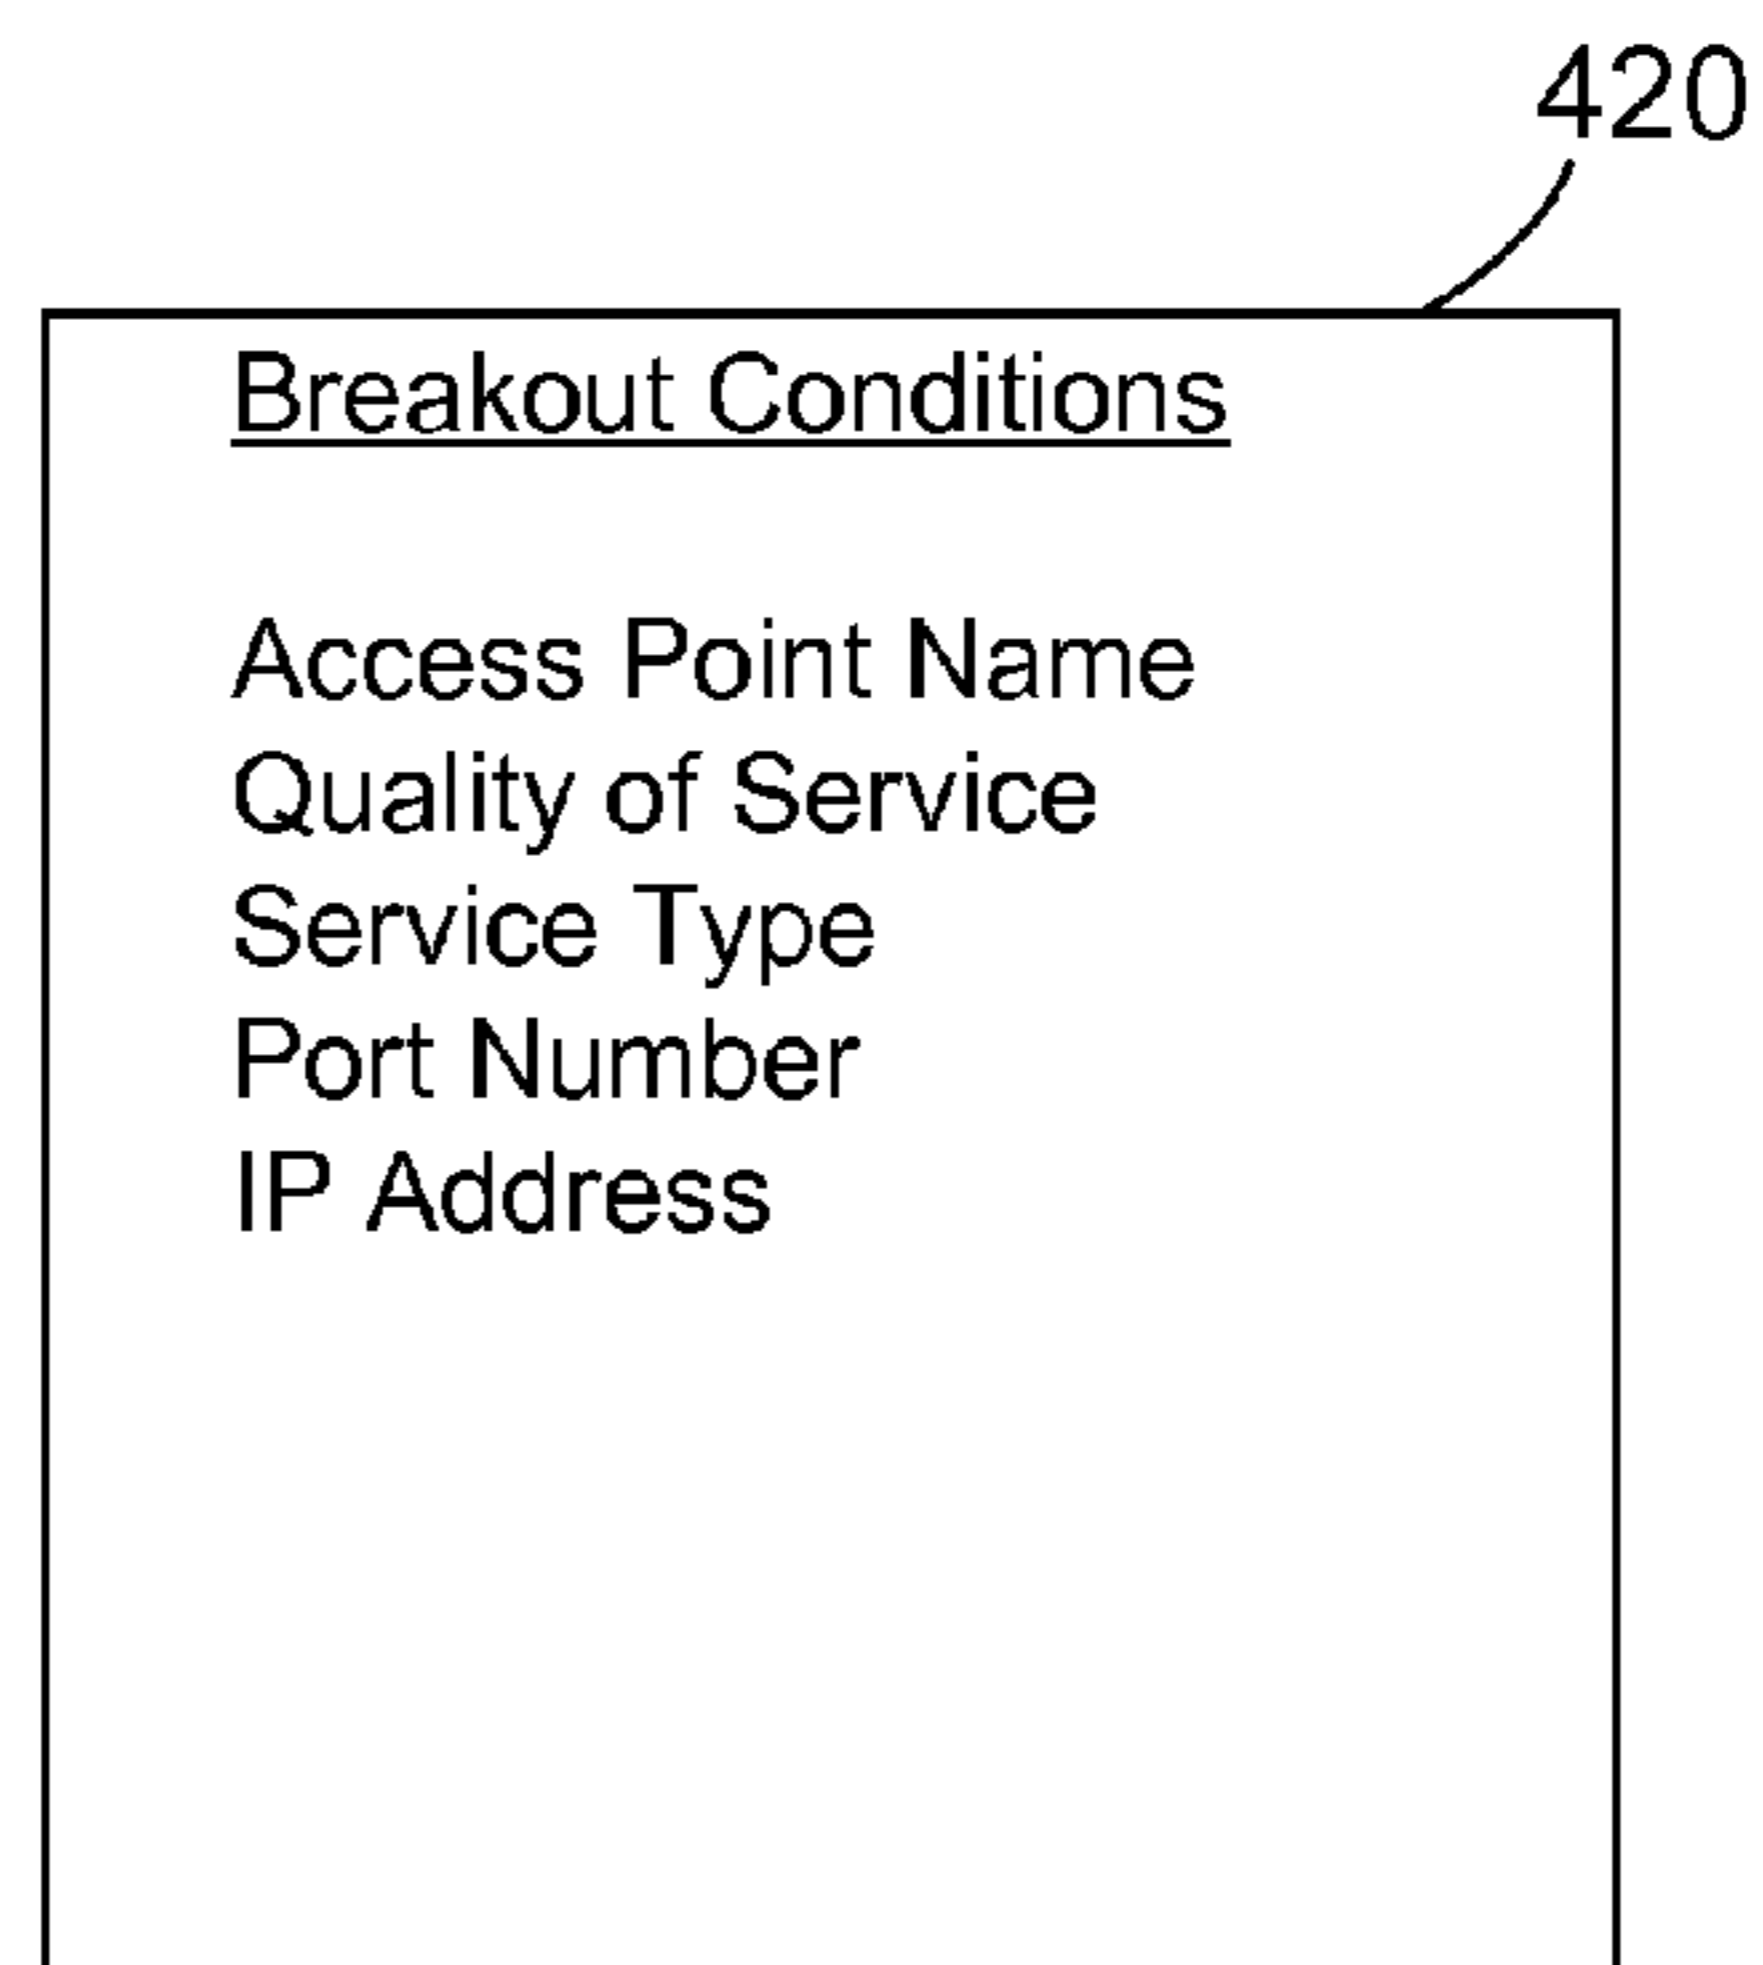 420
Breakout Conditions
Access Point Name
Quality of Service
Service Type
Port Number
IP Address